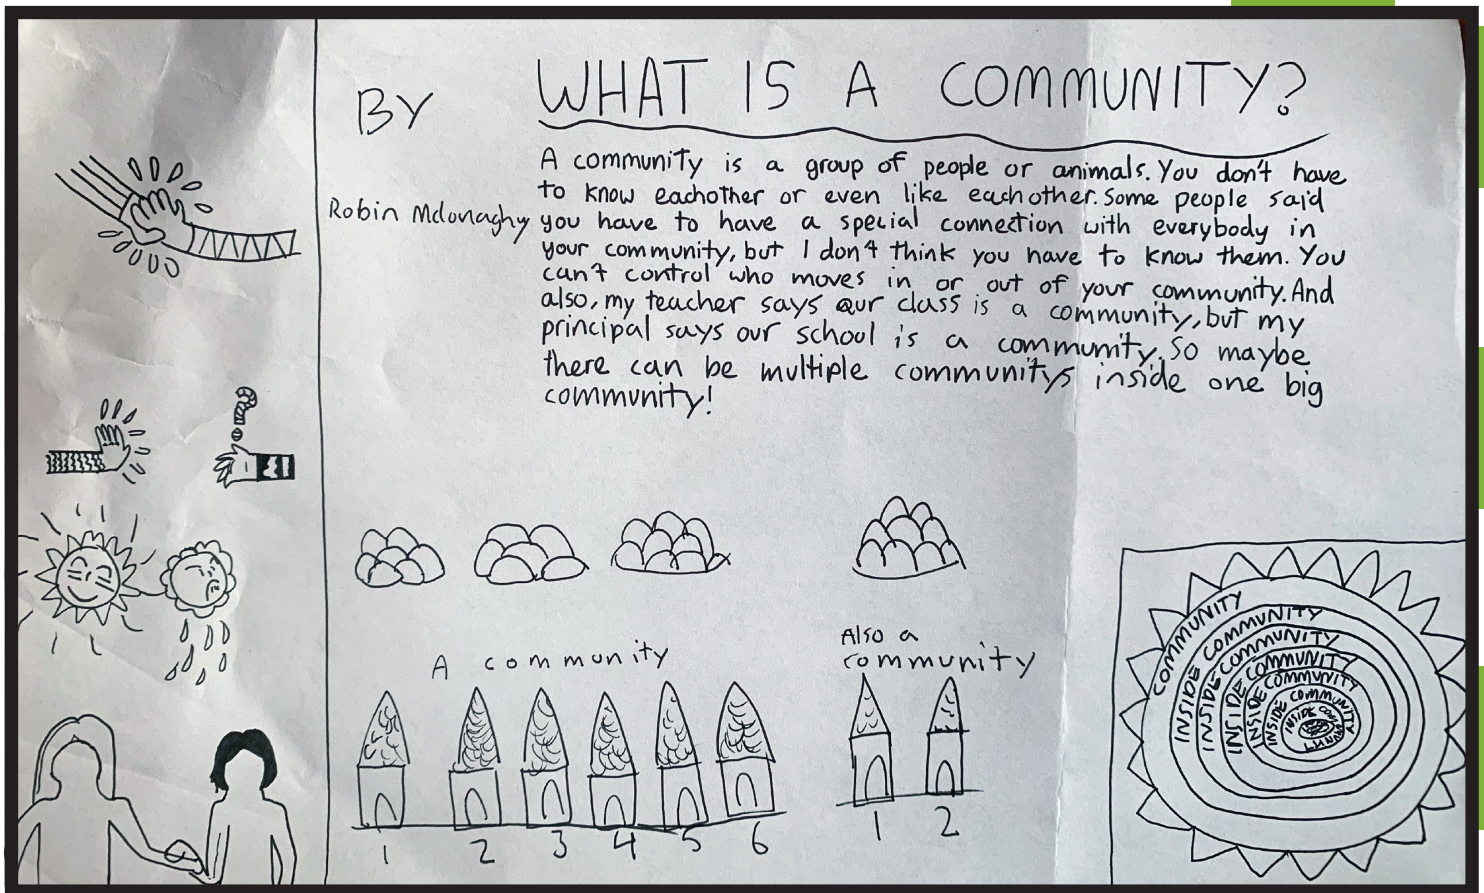 BY
Robin Mclonaghy
WHAT IS A COMMUNITY?
A community is a group of people or animals. You don't have
to know eachother or even like eachother. Some people said
you have to have a special connection with everybody in
your community, but I don't think you have to know them. You
can't control who moves in or out of your community. And
also, my teacher says our class is a community, but my
principal says our school is a community. So maybe
there can be multiple communitys inside one big
community!
A community
1 2 3 4 5 6
Also a
community
1 2
COMMUNITY
INSIDE COMMUNITY
INSIDE COMMUNITY
INSIDE COMMUNITY
INSIDE COMMUNITY
INSIDE COMMUNITY
INSIDE